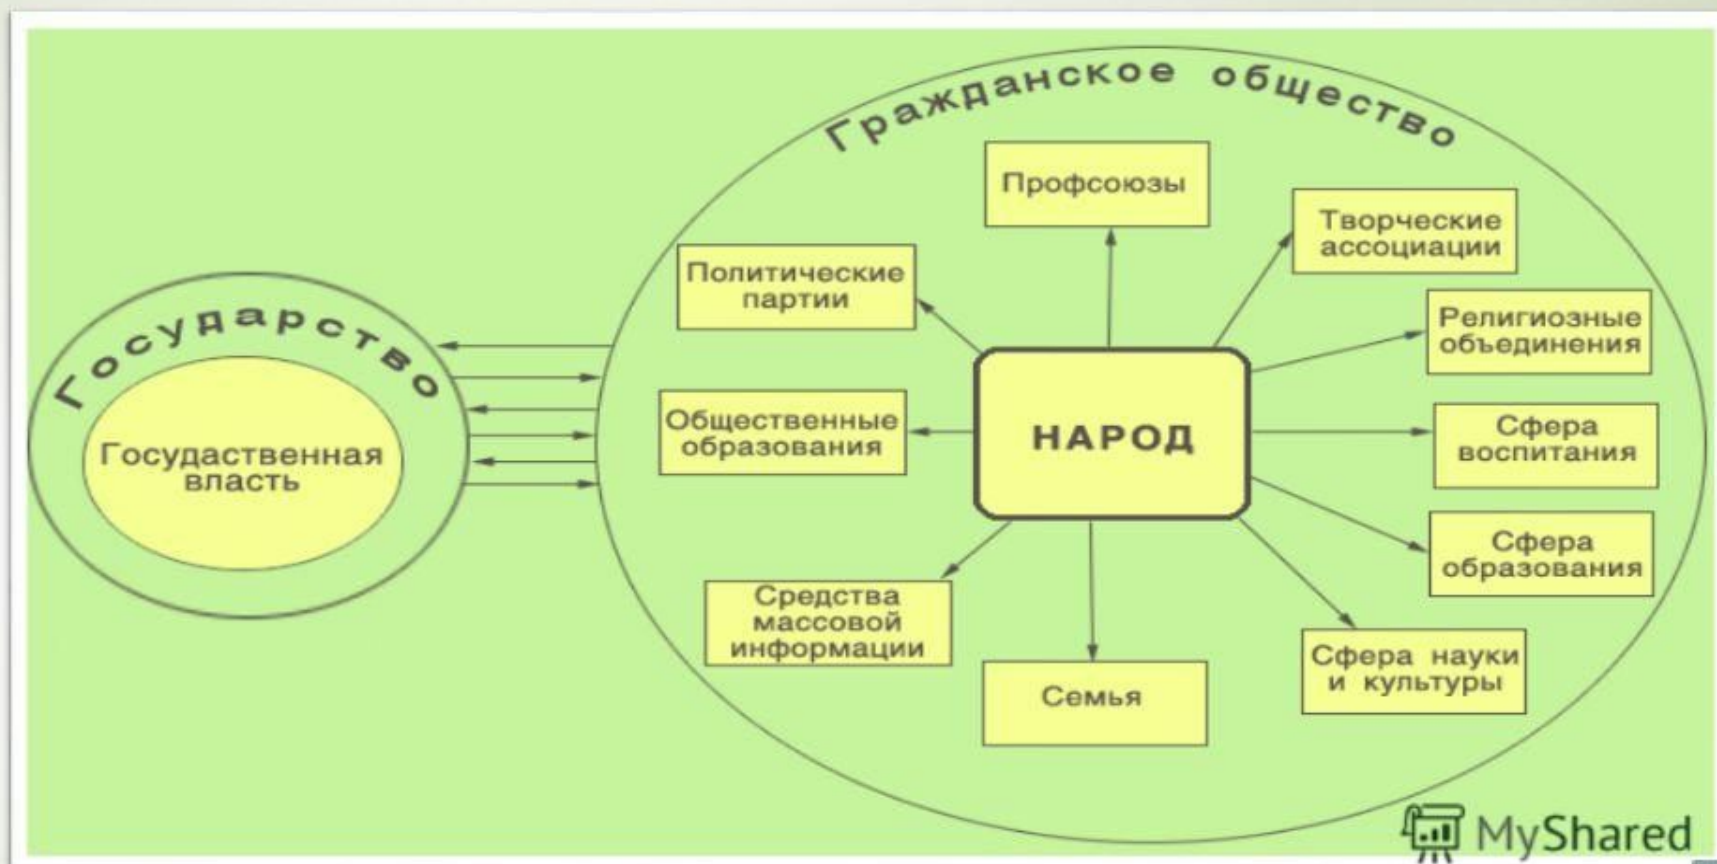 Гражданское общество
Профсоюзы
Творческие
ассоциации
Политические
партии
Религиозные
объединения
Государство
Государственная
власть
Общественные
образования
НАРОД
Сфера
воспитания
Сфера
образования
Средства
массовой
информации
Семья
Сфера науки
и культуры
MyShared